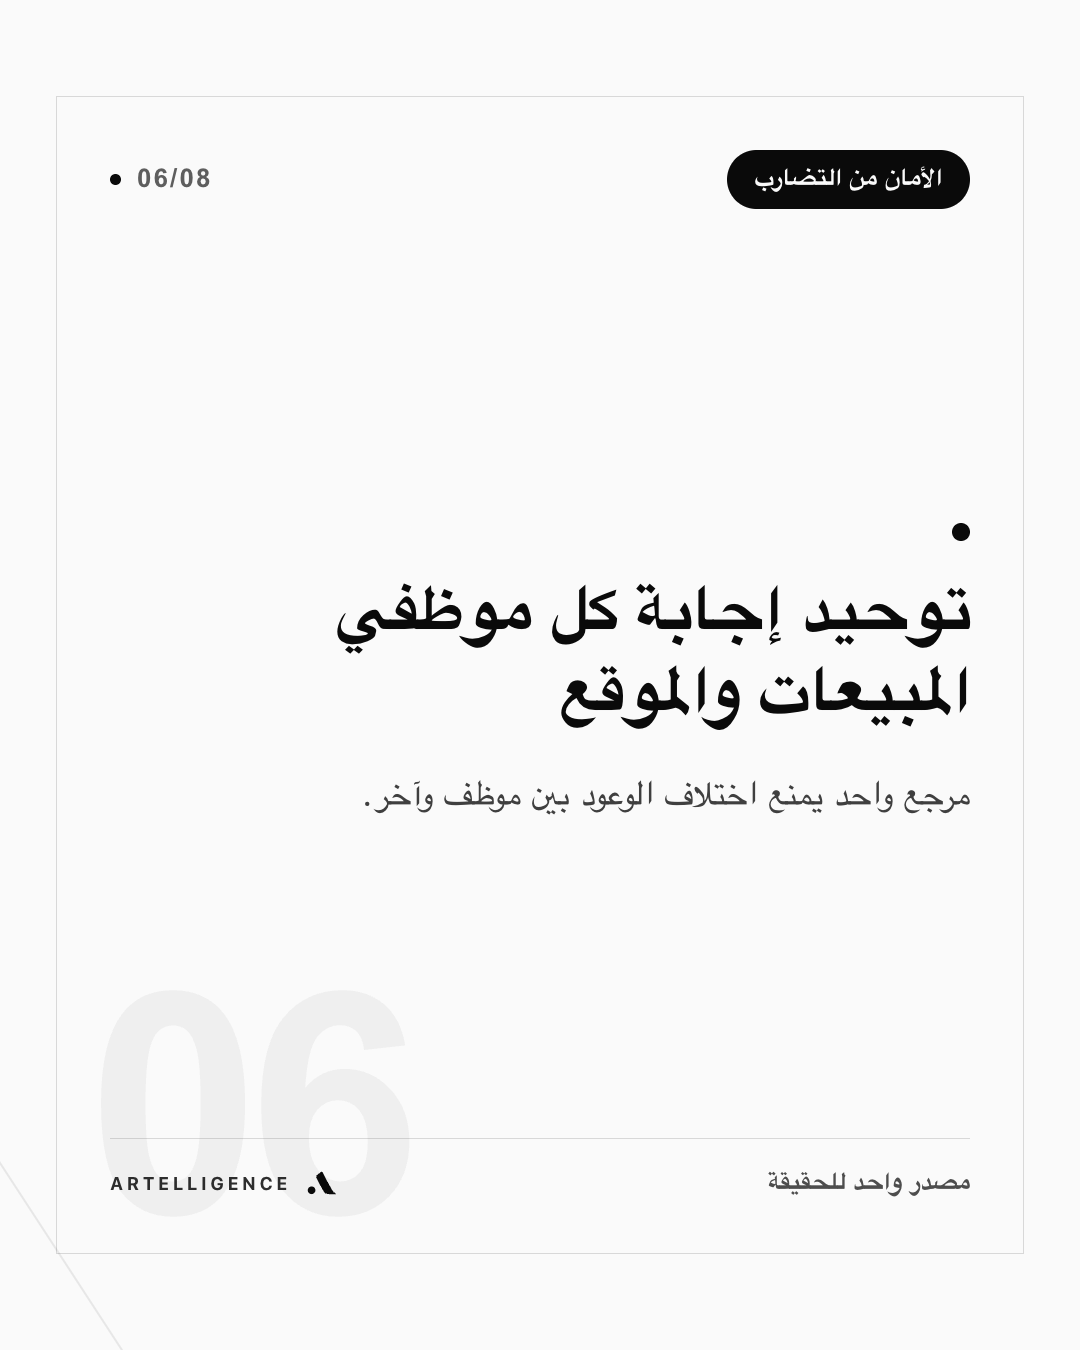 الأمان من التضارب
06/08
توحيد إجابة كل موظفي
المبيعات والموقع
مرجع واحد يمنع اختلاف الوعود بين موظف وآخر.
06
مصدر واحد للحقيقة
ARTELLIGENCE